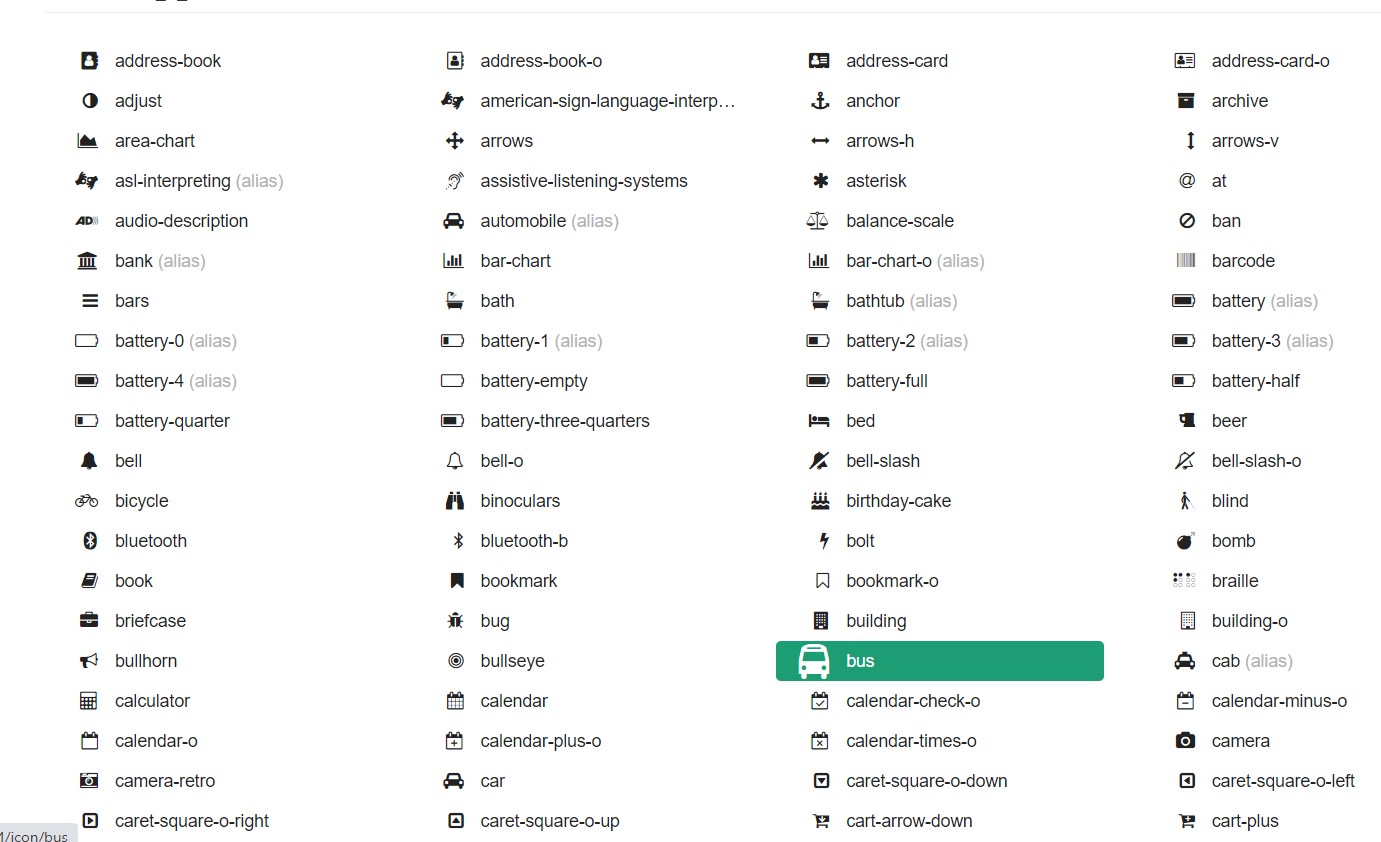 address-book address-book-o address-card address-card-o
adjust american-sign-language-interp… anchor archive
area-chart arrows arrows-h arrows-v
asl-interpreting (alias) assistive-listening-systems asterisk at
audio-description automobile (alias) balance-scale ban
bank (alias) bar-chart bar-chart-o (alias) barcode
bars bath bathtub (alias) battery (alias)
battery-0 (alias) battery-1 (alias) battery-2 (alias) battery-3 (alias)
battery-4 (alias) battery-empty battery-full battery-half
battery-quarter battery-three-quarters bed beer
bell bell-o bell-slash bell-slash-o
bicycle binoculars birthday-cake blind
bluetooth bluetooth-b bolt bomb
book bookmark bookmark-o braille
briefcase bug building building-o
bullhorn bullseye bus cab (alias)
calculator calendar calendar-check-o calendar-minus-o
calendar-o calendar-plus-o calendar-times-o camera
camera-retro car caret-square-o-down caret-square-o-left
caret-square-o-right caret-square-o-up cart-arrow-down cart-plus
/icon/bus